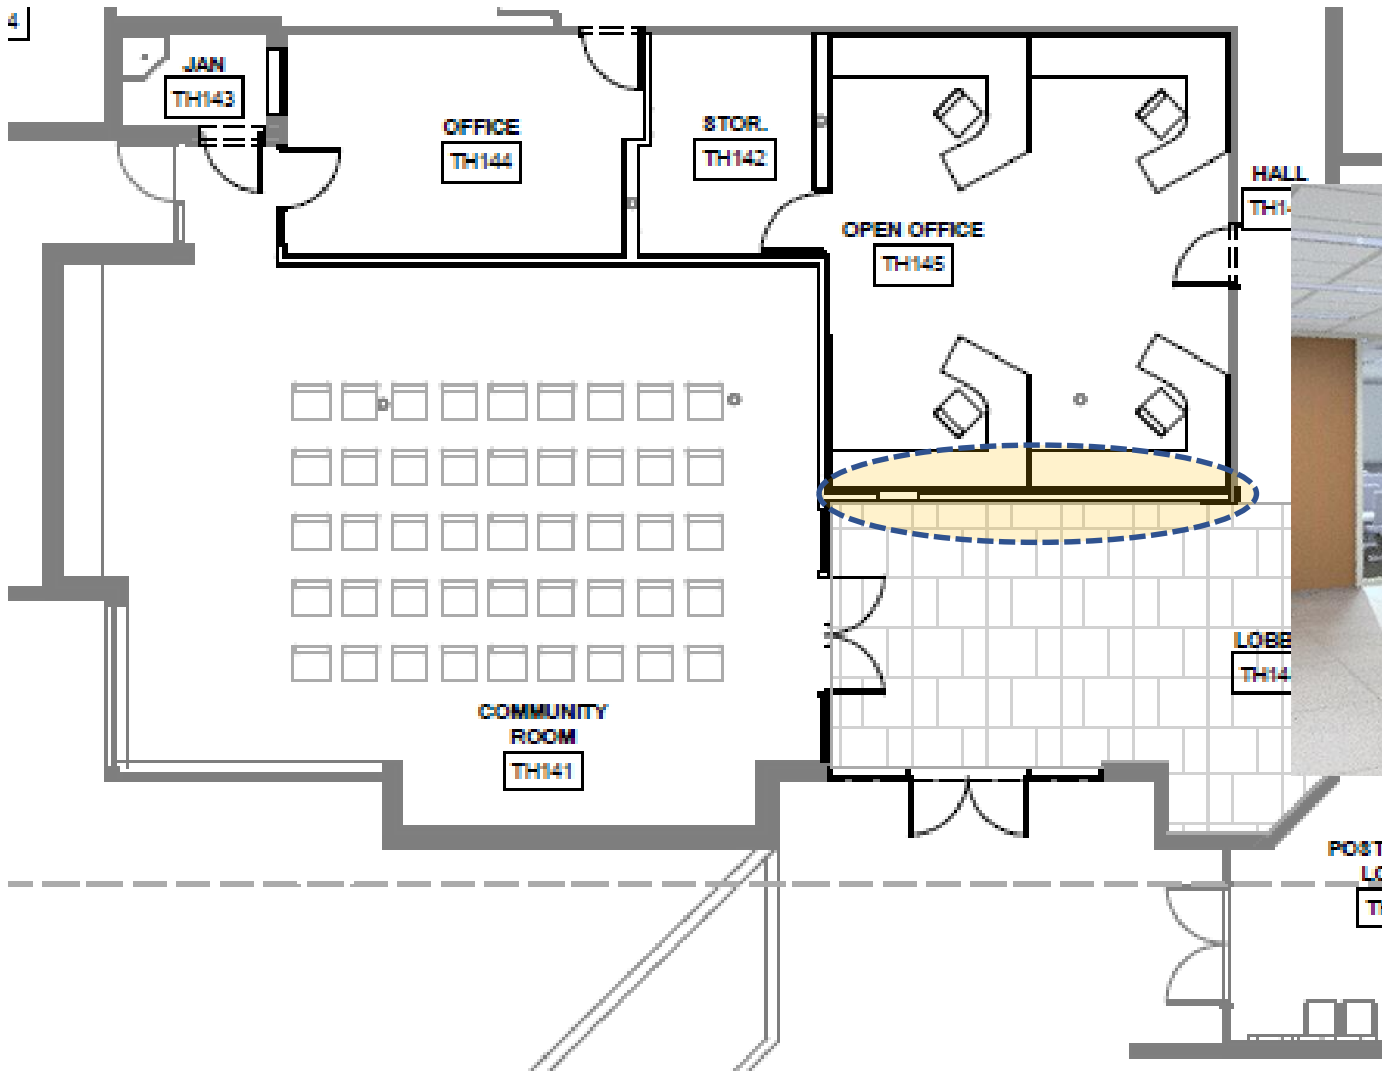 4
JAN
TH143
OFFICE
TH144
STOR.
TH142
OPEN OFFICE
TH145
HALL
COMMUNITY
ROOM
TH141